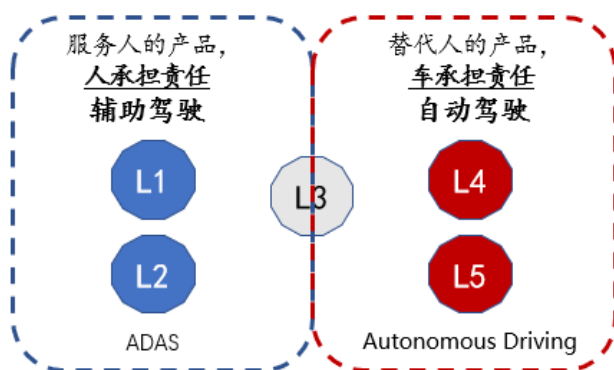 服务人的产品，
人承担责任
辅助驾驶
L1
L2
ADAS
L3
替代人的产品，
车承担责任
自动驾驶
L4
L5
Autonomous Driving